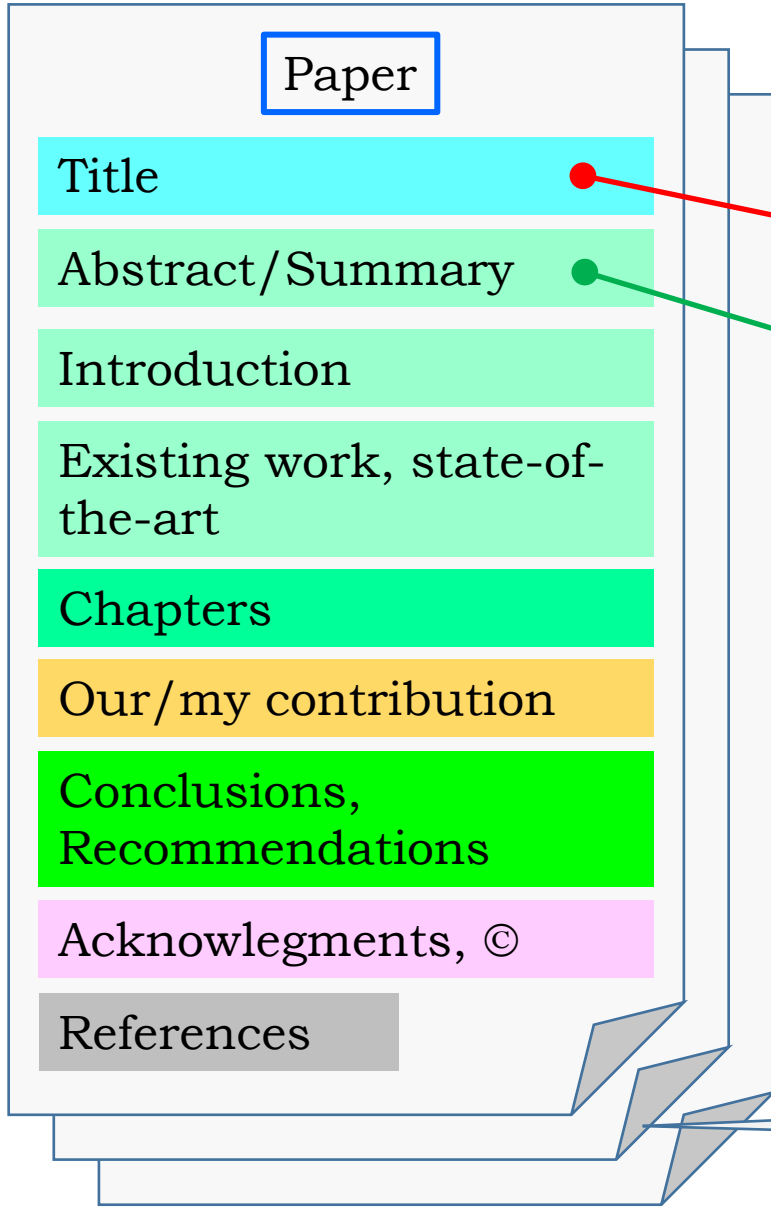 Paper
Title
Abstract/Summary
Introduction
Existing work, state-of-
the-art
Chapters
Our/my contribution
Conclusions,
Recommendations
Acknowlegments, ©
References